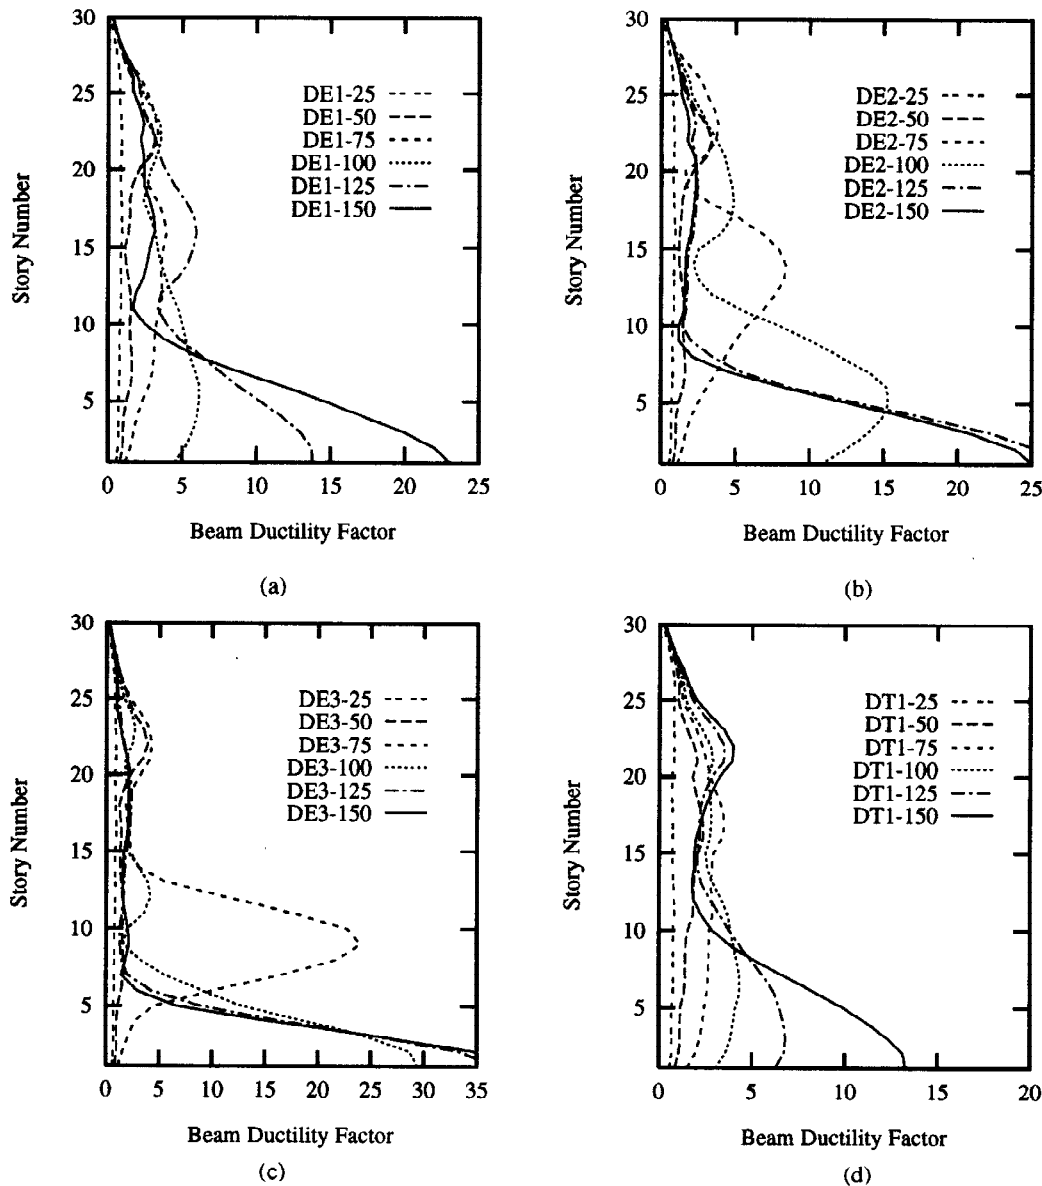 30
25
20
15
10
5
Story Number
DE1-25
DE1-50
DE1-75
DE1-100
DE1-125
DE1-150
0 5 10 15 20 25
Beam Ductility Factor
(a)
30
25
20
15
10
5
Story Number
DE2-25
DE2-50
DE2-75
DE2-100
DE2-125
DE2-150
0 5 10 15 20 25
Beam Ductility Factor
(b)
30
25
20
15
10
5
Story Number
DE3-25
DE3-50
DE3-75
DE3-100
DE3-125
DE3-150
0 5 10 15 20 25 30 35
Beam Ductility Factor
(c)
30
25
20
15
10
5
Story Number
DT1-25
DT1-50
DT1-75
DT1-100
DT1-125
DT1-150
0 5 10 15 20
Beam Ductility Factor
(d)